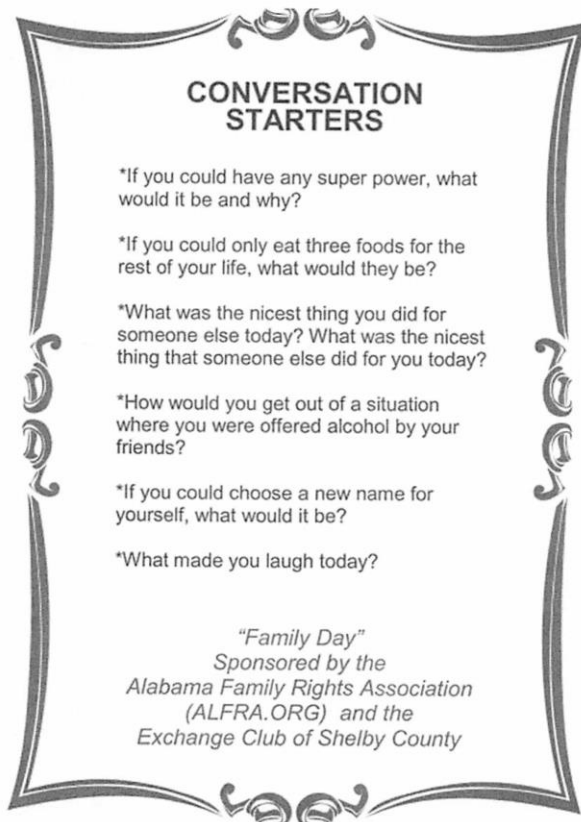 CONVERSATION
STARTERS
*If you could have any super power, what
would it be and why?
*If you could only eat three foods for the
rest of your life, what would they be?
*What was the nicest thing you did for
someone else today? What was the nicest
thing that someone else did for you today?
*How would you get out of a situation
where you were offered alcohol by your
friends?
*If you could choose a new name for
yourself, what would it be?
*What made you laugh today?
“Family Day”
Sponsored by the
Alabama Family Rights Association
(ALFRA.ORG) and the
Exchange Club of Shelby County